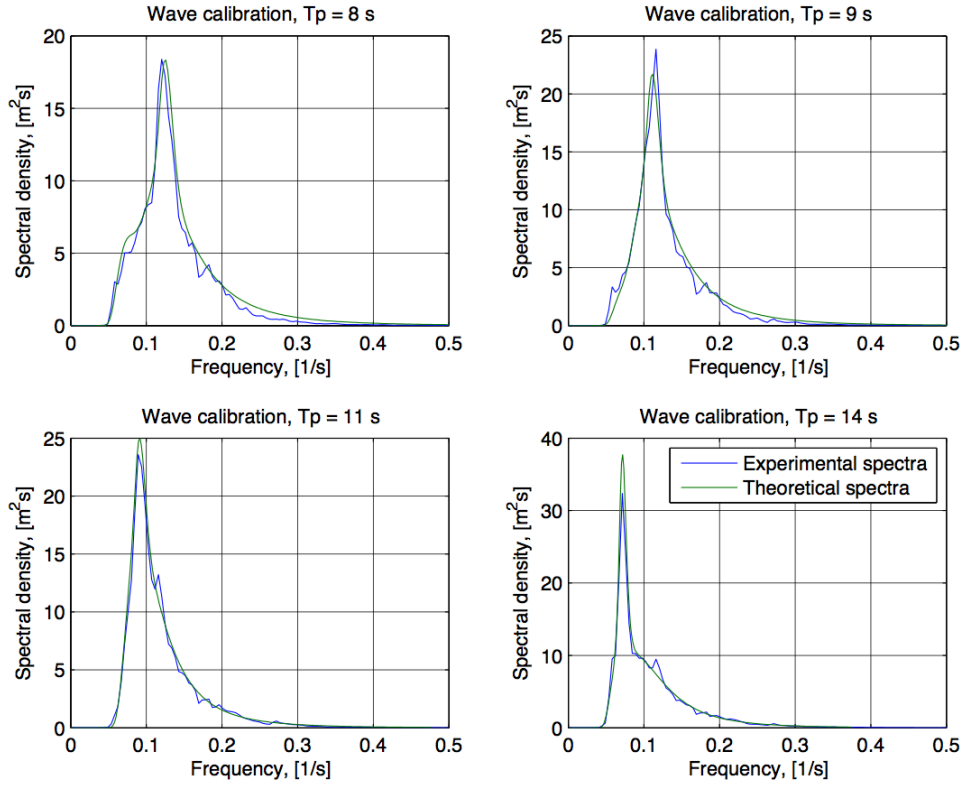 Wave calibration, Tp = 8 s
20
15
10
5
0
Spectral density, [m²s]
0 0.1 0.2 0.3 0.4 0.5
Frequency, [1/s]
Wave calibration, Tp = 9 s
25
20
15
10
5
0
Spectral density, [m²s]
0 0.1 0.2 0.3 0.4 0.5
Frequency, [1/s]
Wave calibration, Tp = 11 s
25
20
15
10
5
0
Spectral density, [m²s]
0 0.1 0.2 0.3 0.4 0.5
Frequency, [1/s]
Wave calibration, Tp = 14 s
Experimental spectra
Theoretical spectra
40
30
20
10
0
Spectral density, [m²s]
0 0.1 0.2 0.3 0.4 0.5
Frequency, [1/s]